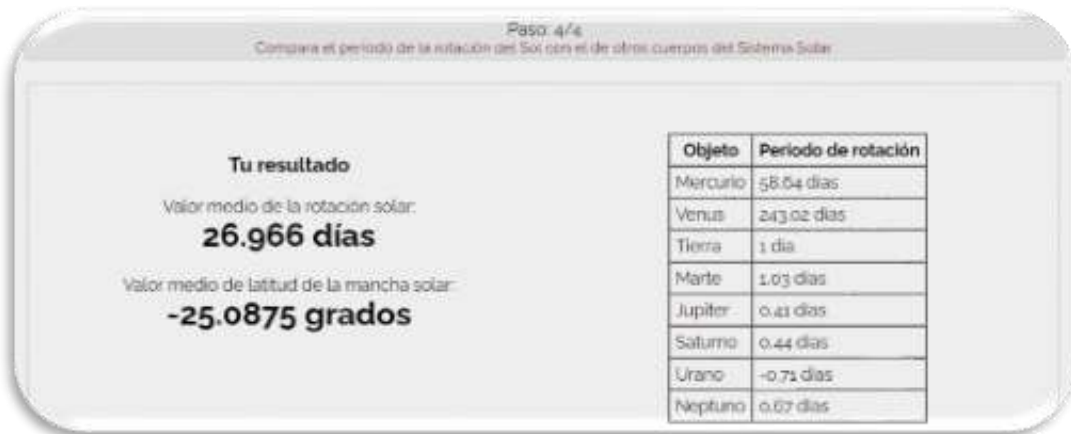 Paso: 4/4
Compara el periodo de la rotación del Sol con el de otros cuerpos del Sistema Solar
Tu resultado
Valor medio de la rotación solar:
26.966 días
Valor medio de latitud de la mancha solar:
-25.0875 grados
Objeto Periodo de rotación
Mercurio 58.64 días
Venus 243.02 días
Tierra 1 día
Marte 1.03 días
Jupiter 0.41 días
Saturno 0.44 días
Urano -0.71 días
Neptuno 0.67 días